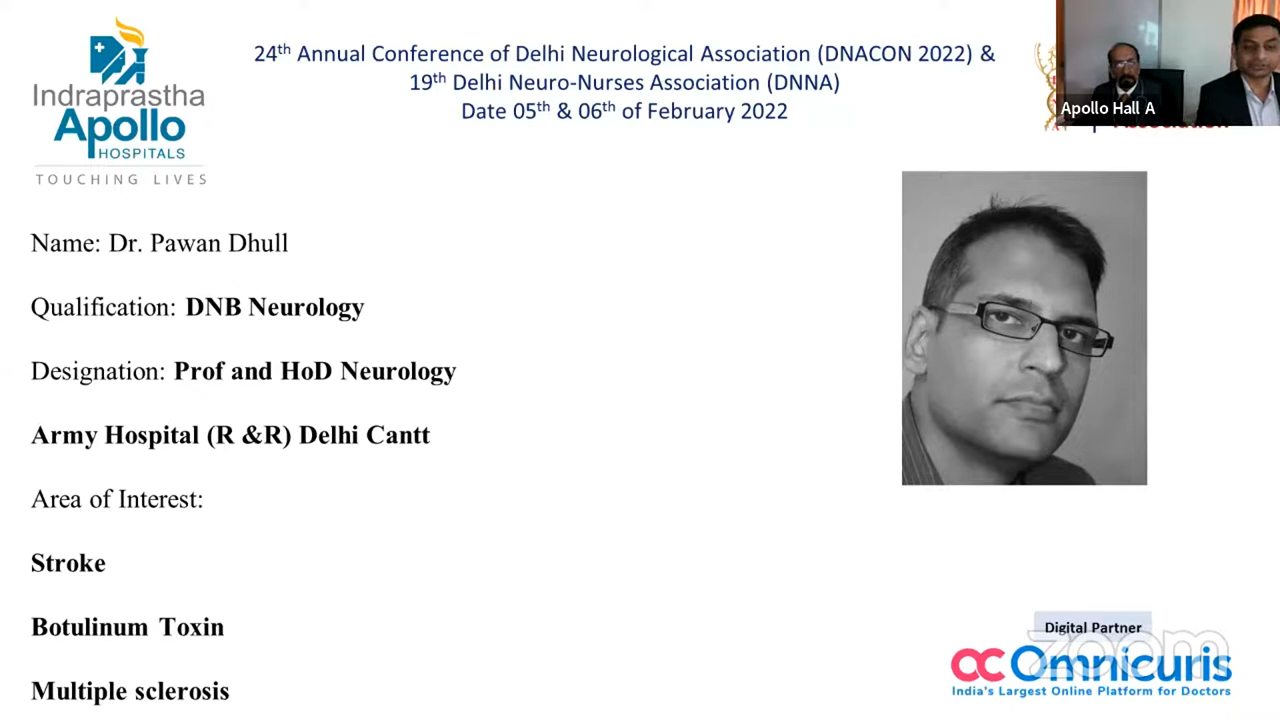 Indraprastha
Apollo
HOSPITALS
TOUCHING LIVES
24th Annual Conference of Delhi Neurological Association (DNACON 2022) &
19th Delhi Neuro-Nurses Association (DNNA)
Date 05th & 06th of February 2022
Apollo Hall A
Name: Dr. Pawan Dhull
Qualification: DNB Neurology
Designation: Prof and HoD Neurology
Army Hospital (R &R) Delhi Cantt
Area of Interest:
Stroke
Botulinum Toxin
Multiple sclerosis
Digital Partner
zoom
Omnicuris
India's Largest Online Platform for Doctors